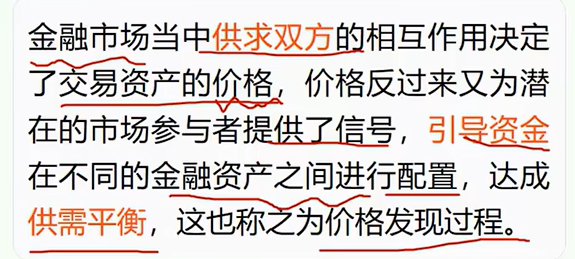 金融市场当中供求双方的相互作用决定
了交易资产的价格，价格反过来又为潜
在的市场参与者提供了信号，引导资金
在不同的金融资产之间进行配置，达成
供需平衡，这也称之为价格发现过程。